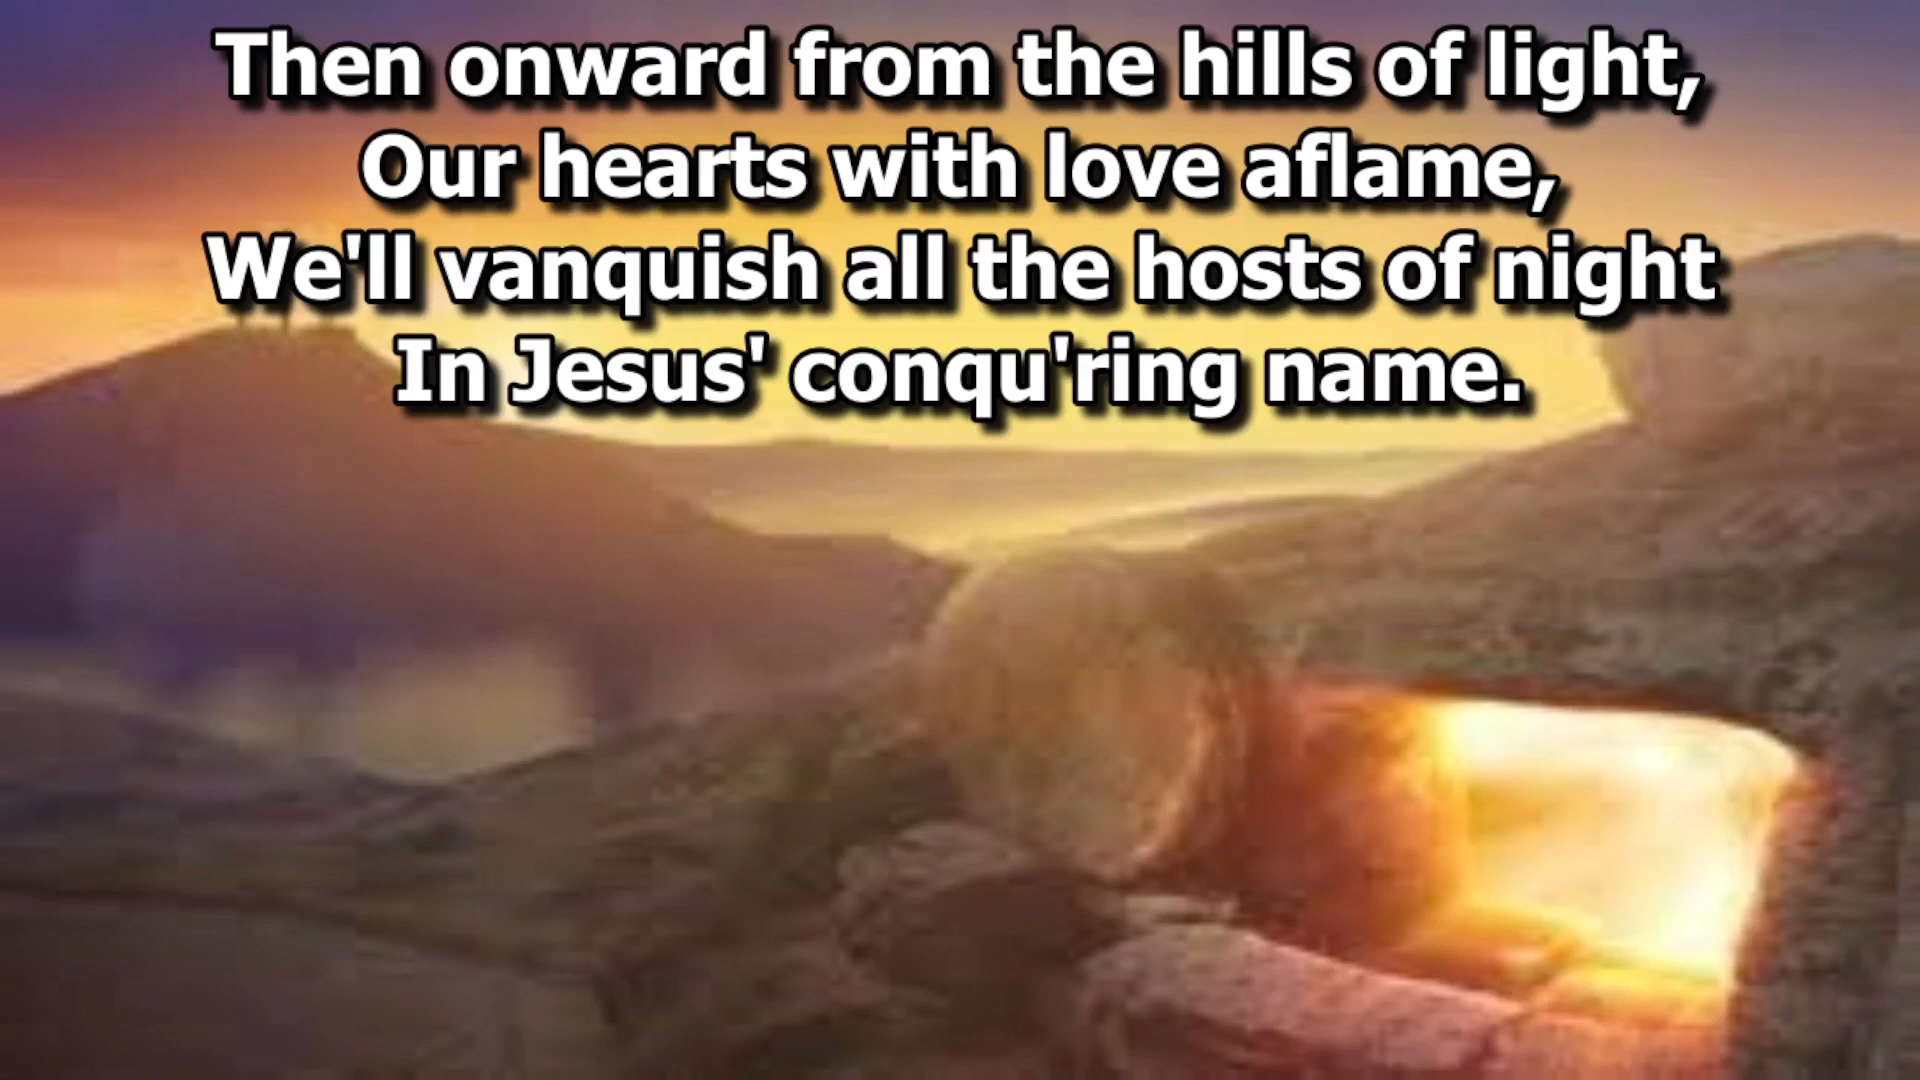 Then onward from the hills of light,
Our hearts with love aflame,
We'll vanquish all the hosts of night
In Jesus' conqu'ring name.